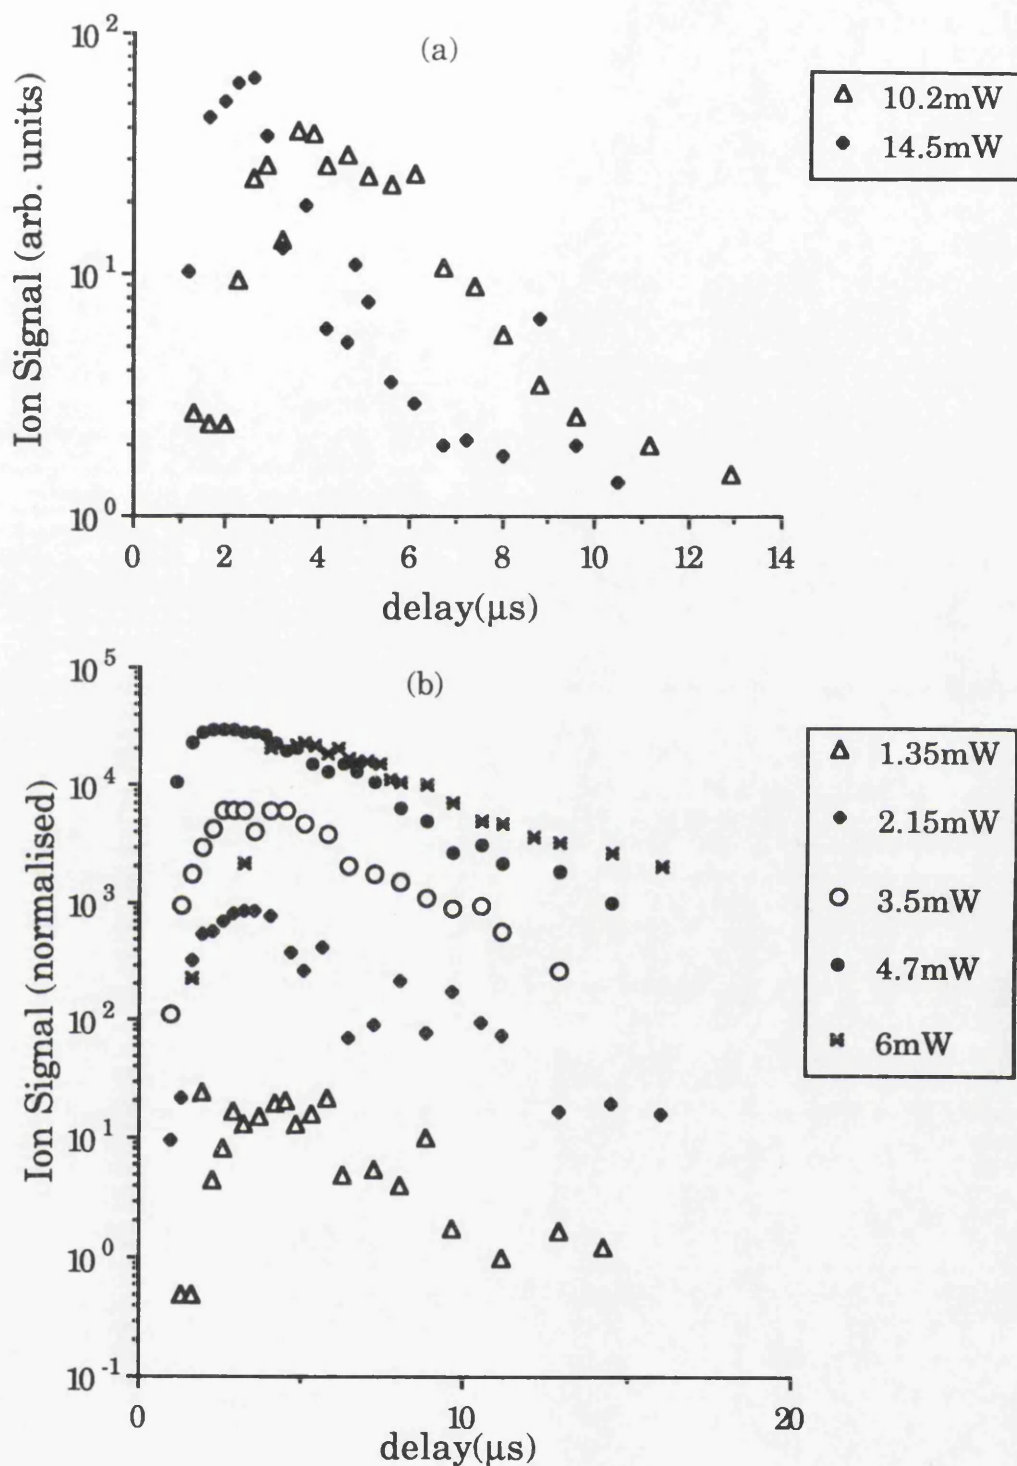 (a)
10²
10¹
10⁰
Ion Signal (arb. units)
0 2 4 6 8 10 12 14
delay(μs)
10.2mW
14.5mW
(b)
10⁵
10⁴
10³
10²
10¹
10⁰
10⁻¹
Ion Signal (normalised)
0 10 20
delay(μs)
1.35mW
2.15mW
3.5mW
4.7mW
6mW